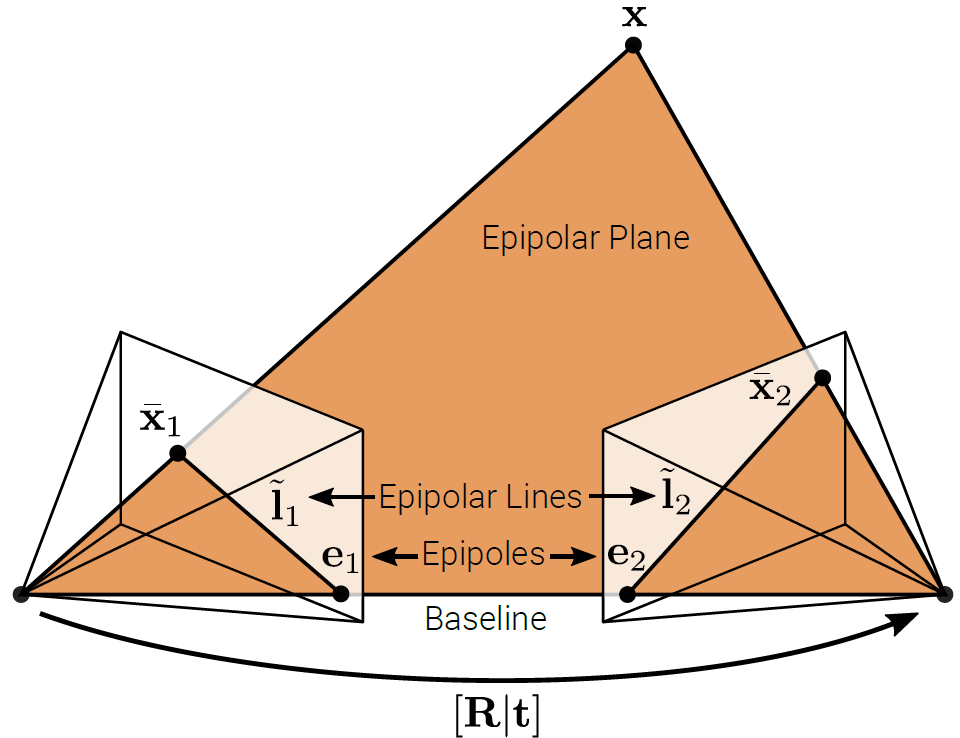 x
Epipolar Plane
x̄₁
x̄₂
l̃₁
Epipolar Lines
l̃₂
e₁
Epipoles
e₂
Baseline
[R|t]